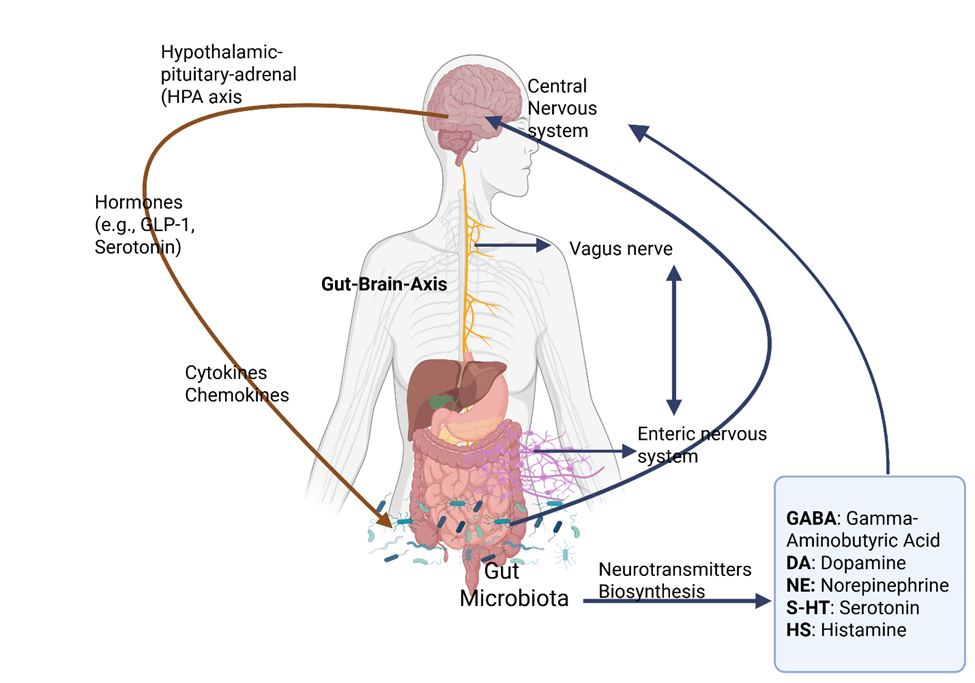 Hypothalamic-
pituitary-adrenal
(HPA axis
Central
Nervous
system
Hormones
(e.g., GLP-1,
Serotonin)
Vagus nerve
Gut-Brain-Axis
Cytokines
Chemokines
Enteric nervous
system
GABA: Gamma-
Aminobutyric Acid
DA: Dopamine
NE: Norepinephrine
S-HT: Serotonin
HS: Histamine
Gut
Microbiota
Neurotransmitters
Biosynthesis